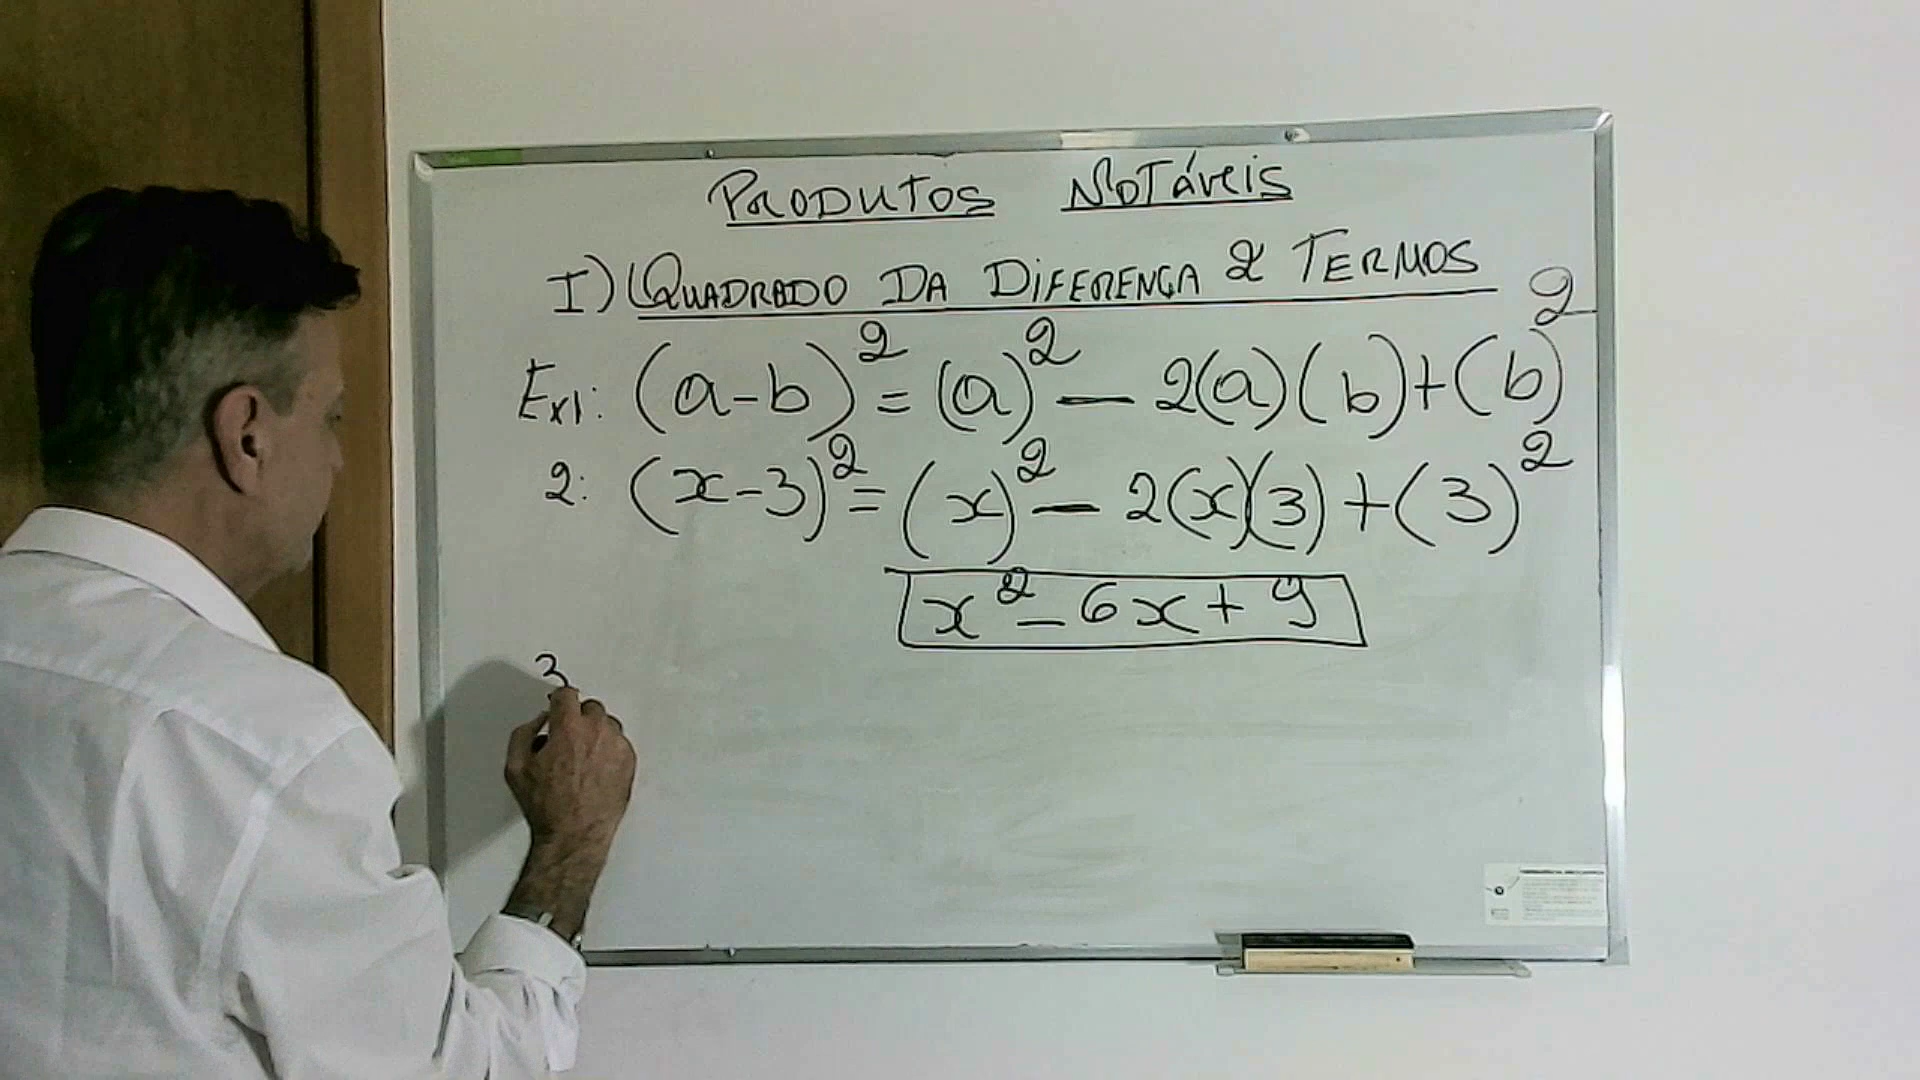 PRODUTOS NOTÁVEIS
I) QUADRADO DA DIFERENÇA 2 TERMOS
Ex1: (a-b)² = (a)² - 2(a)(b)+(b)²
2: (x-3)² = (x)² - 2(x)(3) + (3)²
x² - 6x + 9
3